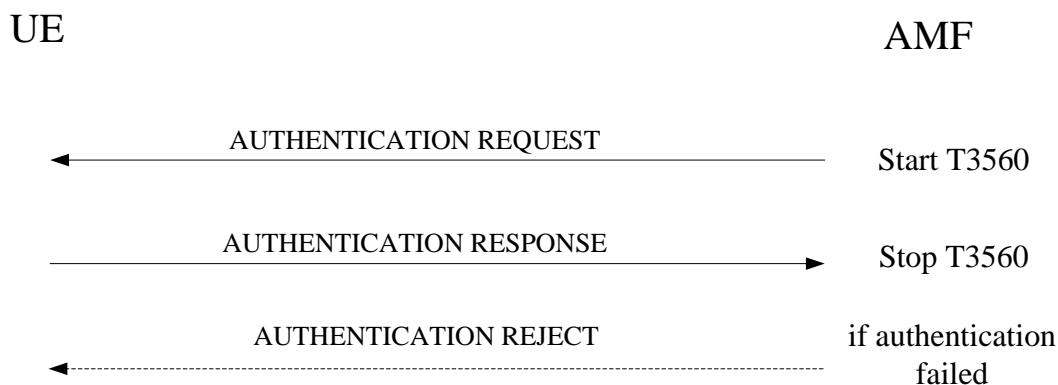 UE
AMF
AUTHENTICATION REQUEST
Start T3560
AUTHENTICATION RESPONSE
Stop T3560
AUTHENTICATION REJECT
if authentication
failed